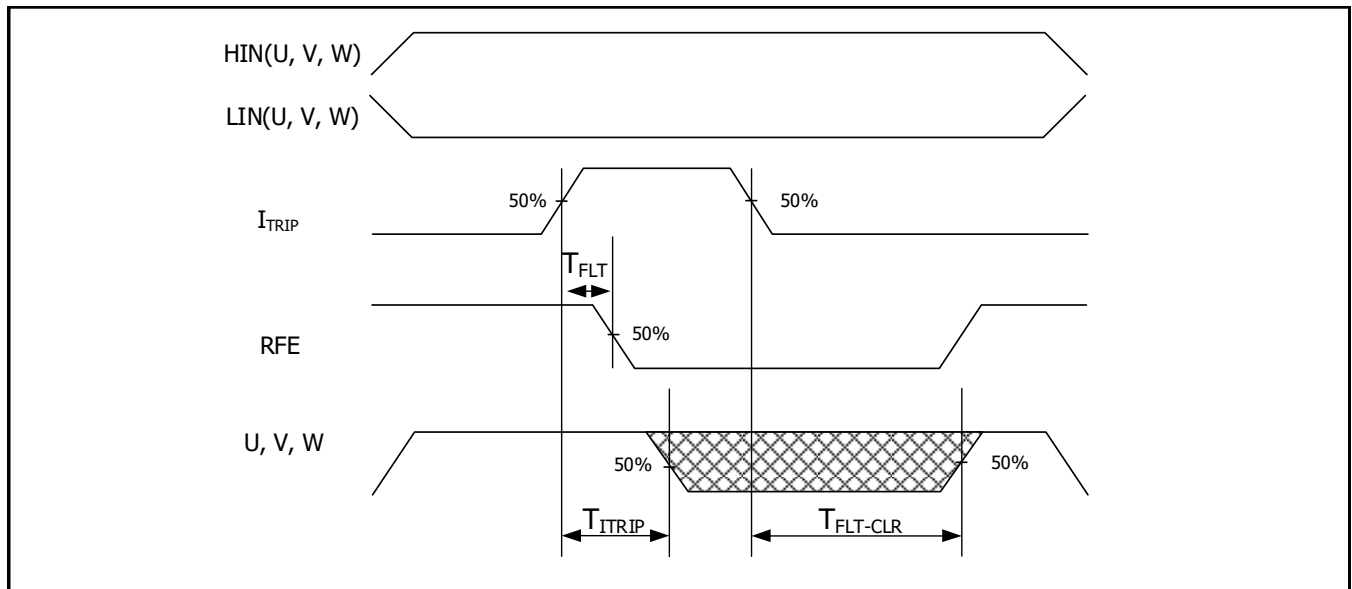 HIN(U, V, W)
LIN(U, V, W)
50%
50%
ITRIP
TFLT
50%
RFE
U, V, W
50%
50%
TITRIP
TFLT-CLR